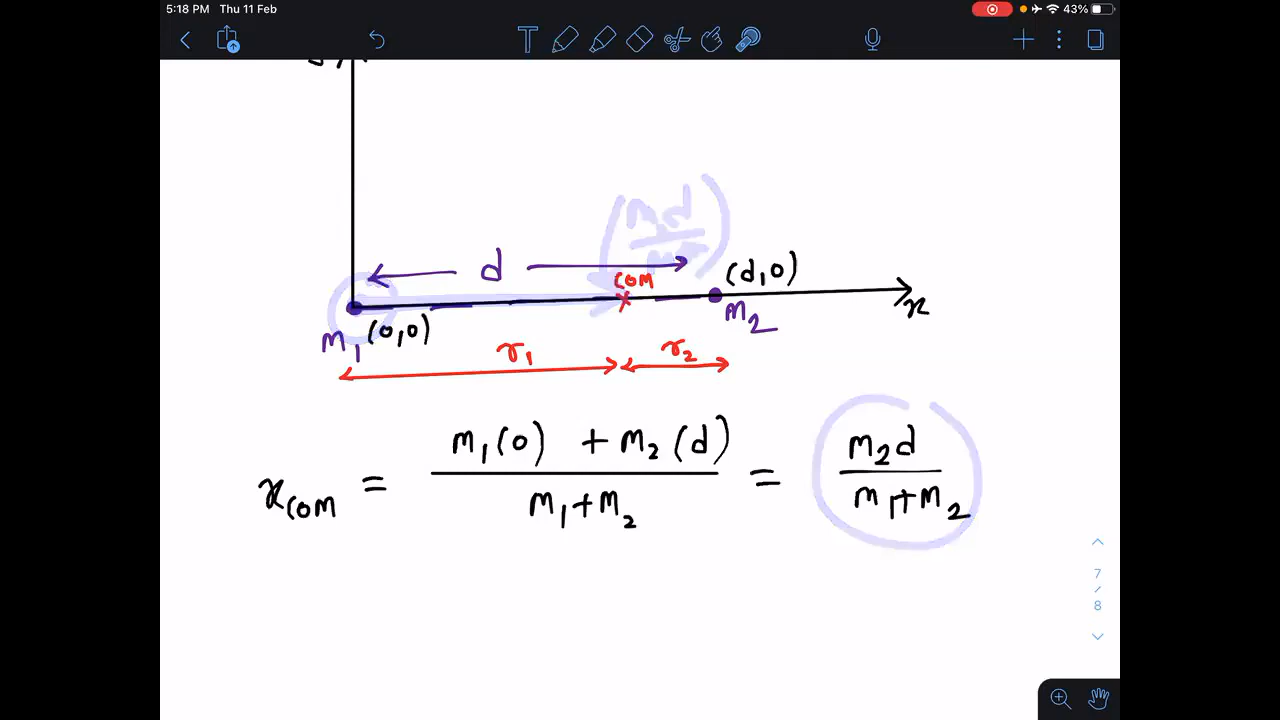 5:18 PM Thu 11 Feb
43%
T
d
COM
(d,0)
m₁ (0,0)
m₂
x
r₁
r₂
x_COM = (m₁(0) + m₂(d)) / (m₁+m₂) = m₂d / (m₁+m₂)
7
/
8